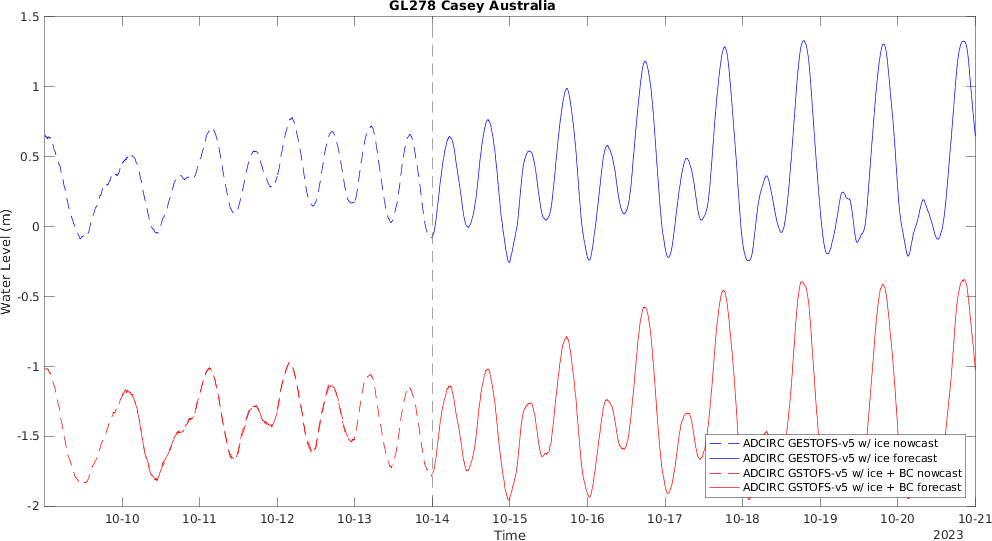 GL278 Casey Australia
Water Level (m)
1.5
1
0.5
0
-0.5
-1
-1.5
-2
ADCIRC GESTOFS-v5 w/ ice nowcast
ADCIRC GESTOFS-v5 w/ ice forecast
ADCIRC GSTOFS-v5 w/ ice + BC nowcast
ADCIRC GSTOFS-v5 w/ ice + BC forecast
10-10 10-11 10-12 10-13 10-14 10-15 10-16 10-17 10-18 10-19 10-20 10-21
Time
2023